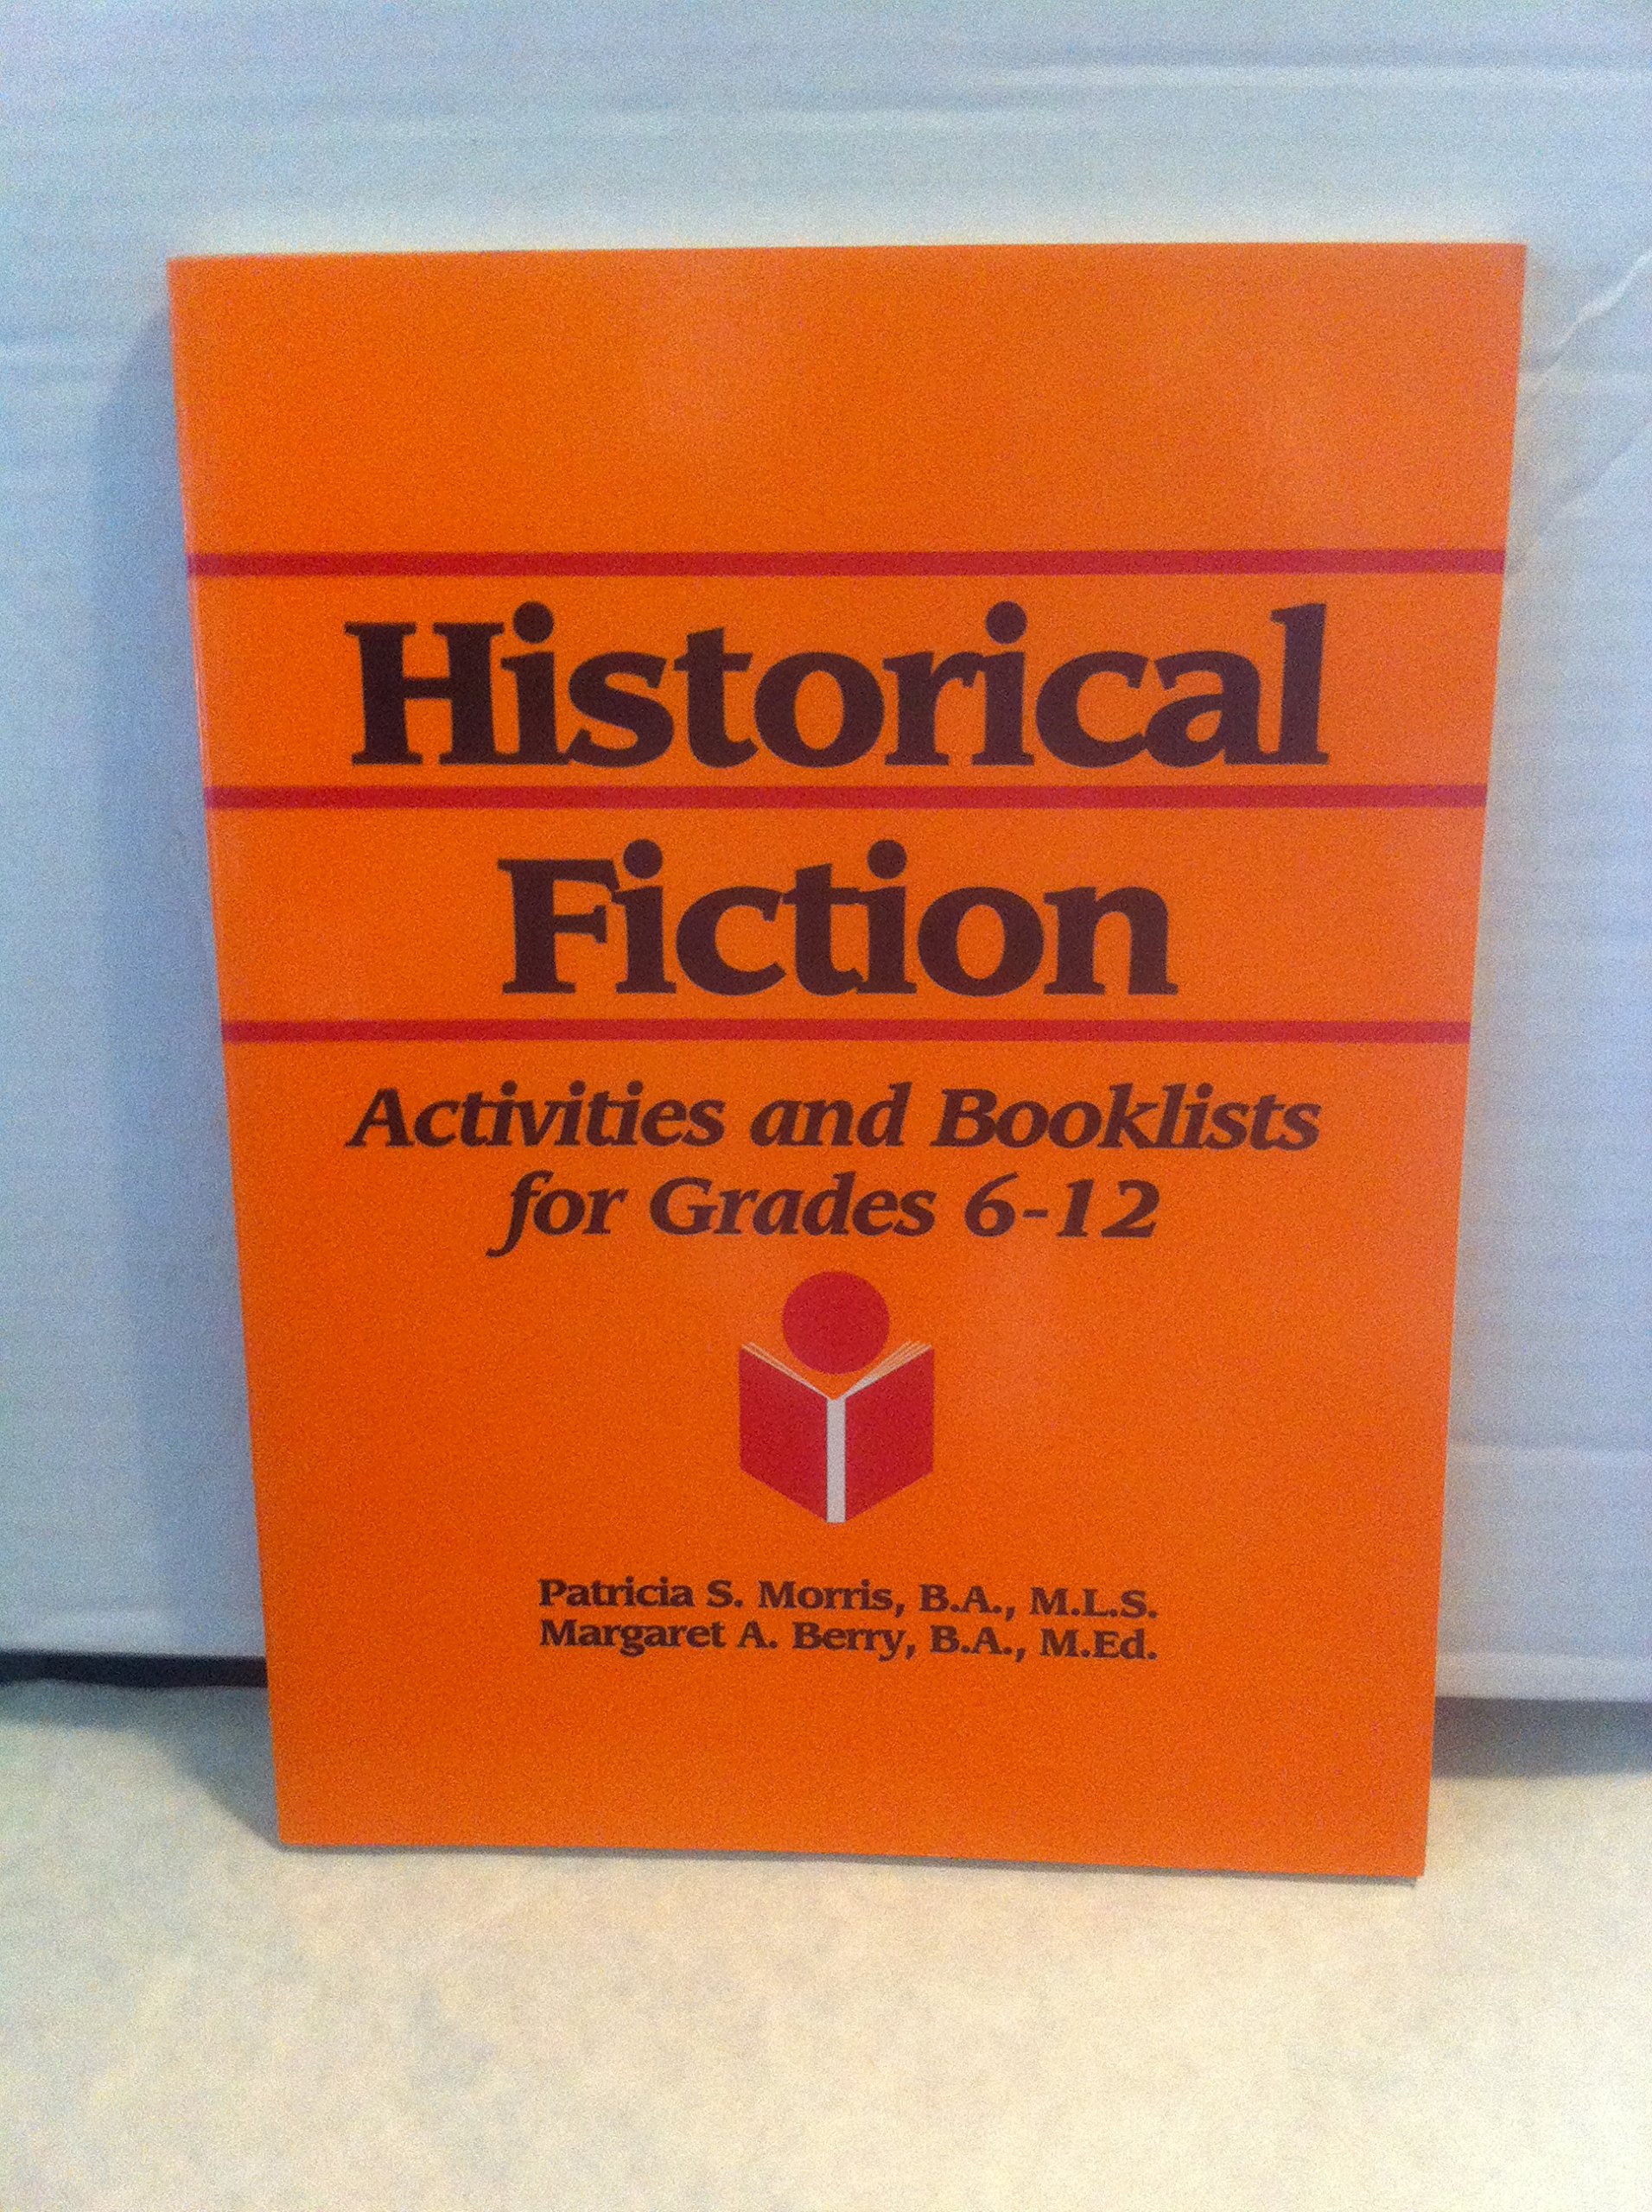 Historical
Fiction
Activities and Booklists
for Grades 6-12
Patricia S. Morris, B.A., M.L.S.
Margaret A. Berry, B.A., M.Ed.